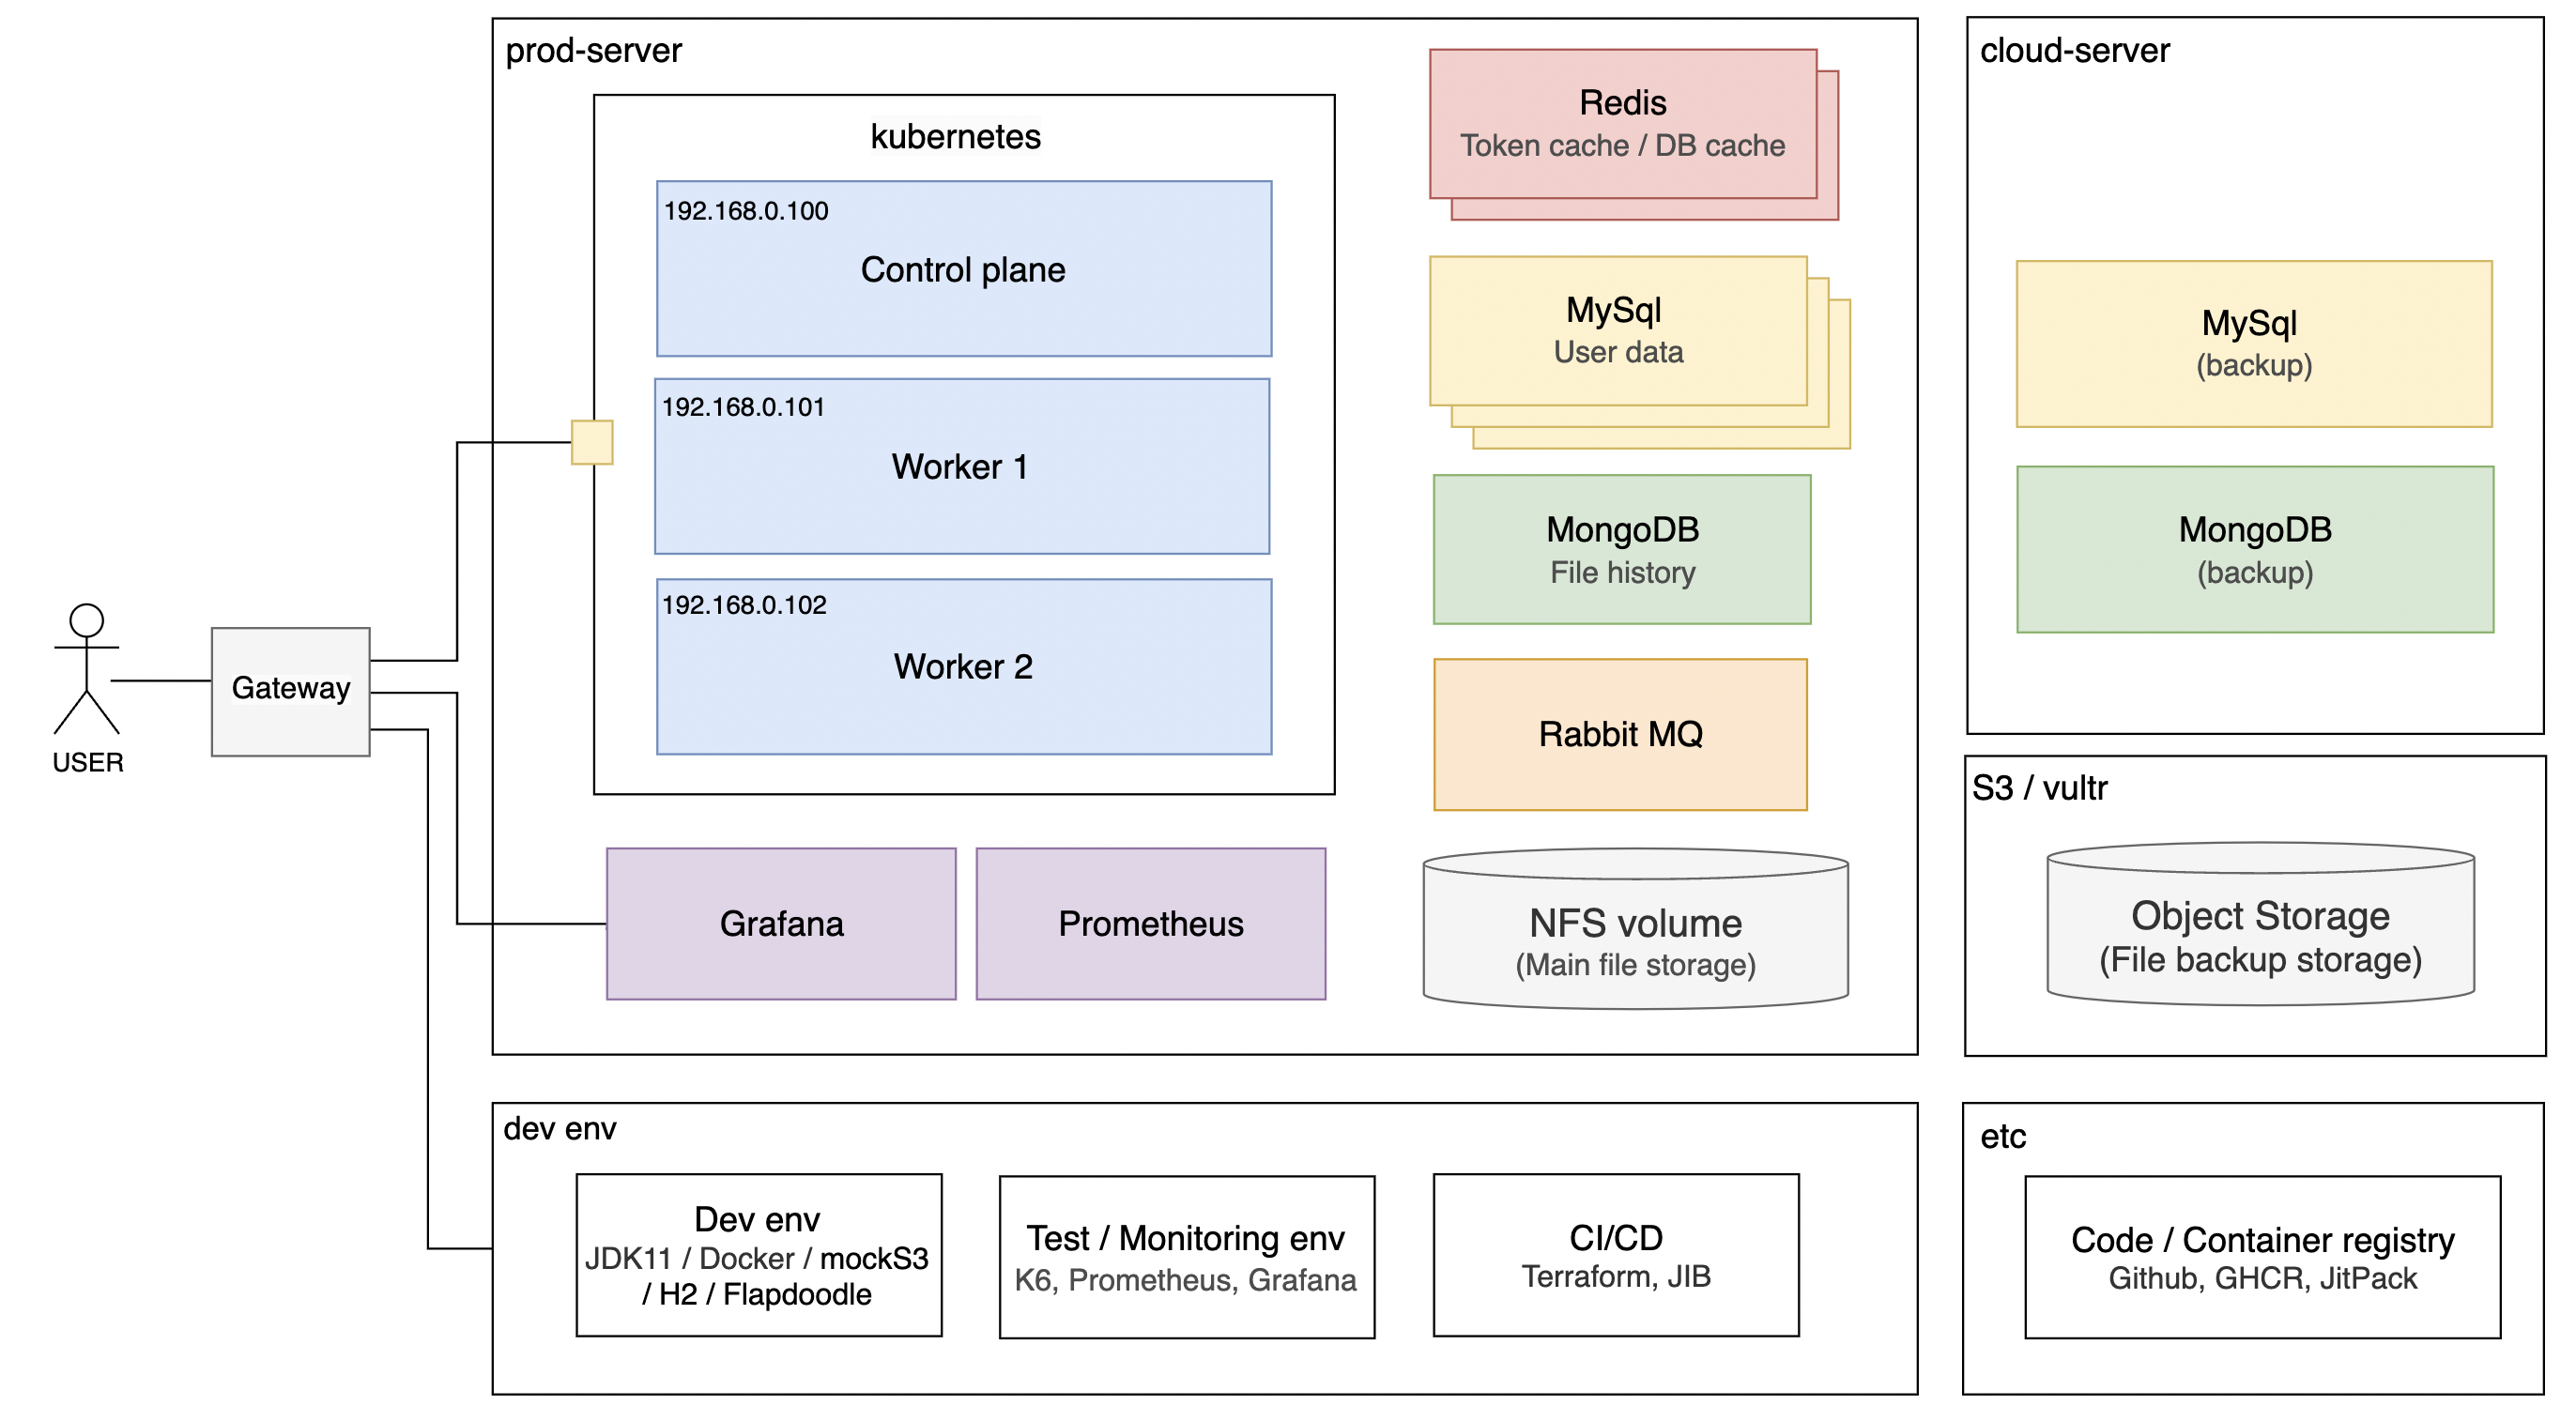 prod-server
kubernetes
192.168.0.100
Control plane
192.168.0.101
Worker 1
192.168.0.102
Worker 2
Redis
Token cache / DB cache
MySql
User data
MongoDB
File history
Rabbit MQ
Grafana
Prometheus
NFS volume
(Main file storage)
USER
Gateway
cloud-server
MySql
(backup)
MongoDB
(backup)
S3 / vultr
Object Storage
(File backup storage)
dev env
Dev env
JDK11 / Docker / mockS3
/ H2 / Flapdoodle
Test / Monitoring env
K6, Prometheus, Grafana
CI/CD
Terraform, JIB
etc
Code / Container registry
Github, GHCR, JitPack